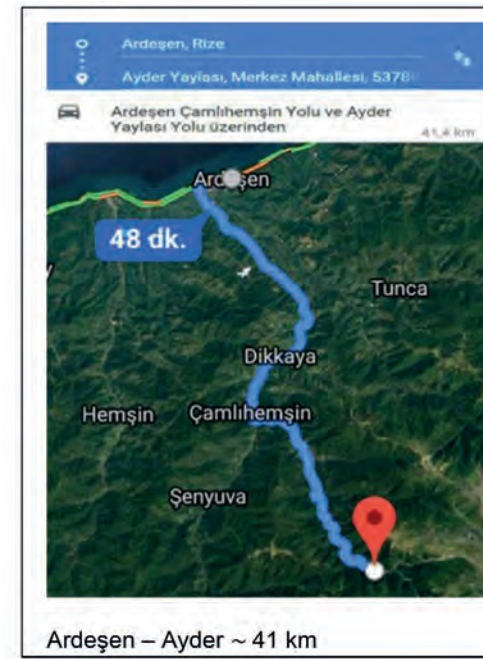 Ardeşen, Rize
Ayder Yaylası, Merkez Mahallesi, 5378
Ardeşen Çamlıhemşin Yolu ve Ayder
Yaylası Yolu üzerinden
41,4 km
Ardeşen
48 dk.
Tunca
Dikkaya
Hemşin
Çamlıhemşin
Şenyuva
Ardeşen – Ayder ~ 41 km